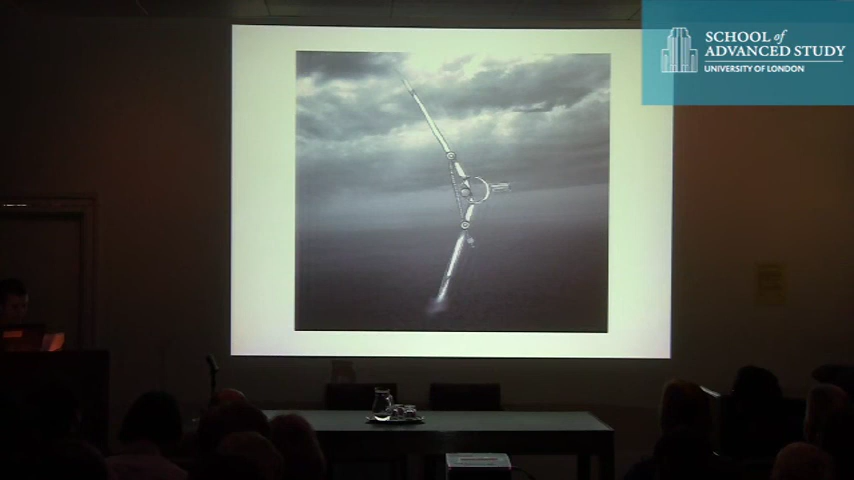 SCHOOL of
ADVANCED STUDY
UNIVERSITY OF LONDON